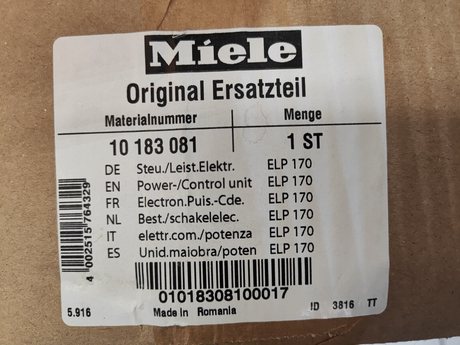 Miele
Original Ersatzteil
Materialnummer Menge
10 183 081 1 ST
DE Steu./Leist.Elektr. ELP 170
EN Power-/Control unit ELP 170
FR Electron.Puis.-Cde. ELP 170
NL Best./schakelelec. ELP 170
IT elettr.com./potenza ELP 170
ES Unid.maiobra/poten ELP 170
4 002515 764329
01018308100017
5.916 Made in Romania ID 3816 TT